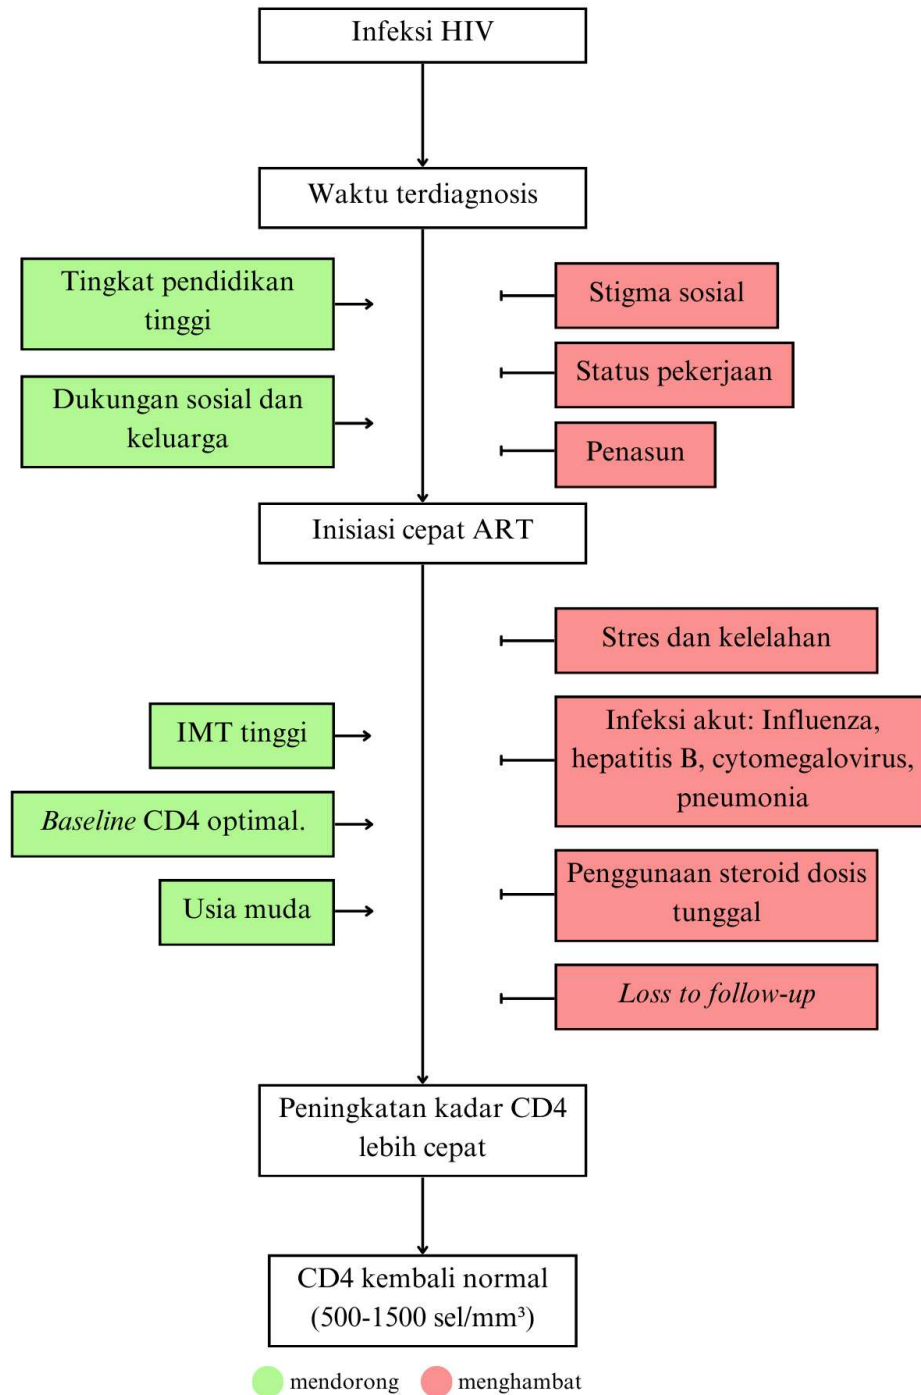 Infeksi HIV
Waktu terdiagnosis
Tingkat pendidikan
tinggi
Stigma sosial
Dukungan sosial dan
keluarga
Status pekerjaan
Penasun
Inisiasi cepat ART
Stres dan kelelahan
IMT tinggi
Infeksi akut: Influenza,
hepatitis B, cytomegalovirus,
pneumonia
Baseline CD4 optimal.
Usia muda
Penggunaan steroid dosis
tunggal
Loss to follow-up
Peningkatan kadar CD4
lebih cepat
CD4 kembali normal
(500-1500 sel/mm³)
mendorong
menghambat